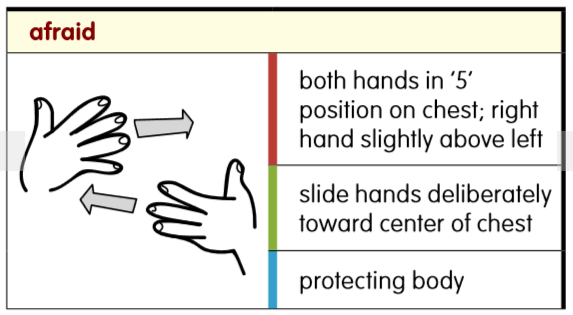 afraid
both hands in ‘5‘
position on chest; right
hand slightly above left
slide hands deliberately
toward center of chest
protecting body